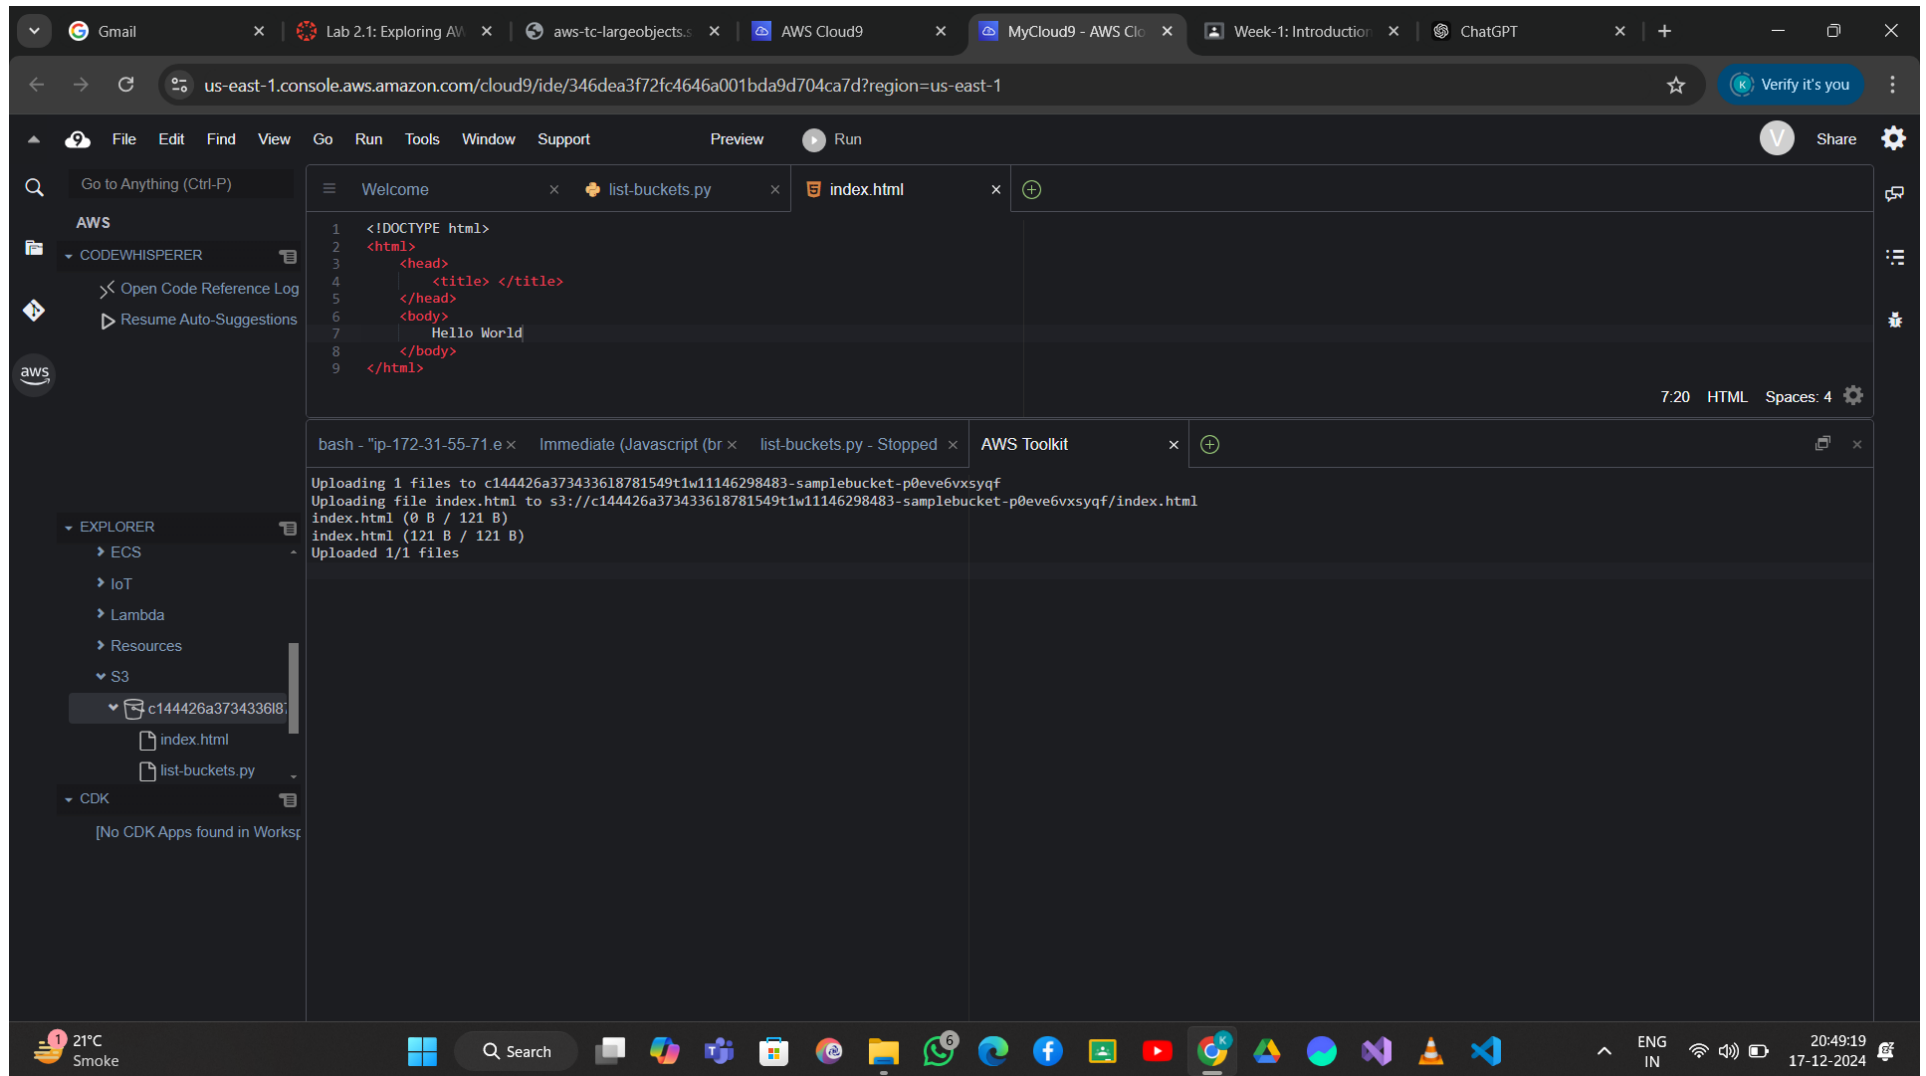 Gmail
Lab 2.1: Exploring AW
aws-tc-largeobjects.s
AWS Cloud9
MyCloud9 - AWS Clo
Week-1: Introduction
ChatGPT
us-east-1.console.aws.amazon.com/cloud9/ide/346dea3f72fc4646a001bda9d704ca7d?region=us-east-1
K
Verify it's you
9 File Edit Find View Go Run Tools Window Support Preview Run
V Share
Go to Anything (Ctrl-P)
AWS
CODEWHISPERER
Open Code Reference Log
Resume Auto-Suggestions
aws
EXPLORER
ECS
IoT
Lambda
Resources
S3
c144426a3734336l87
index.html
list-buckets.py
CDK
[No CDK Apps found in Worksp
Welcome
list-buckets.py
index.html
1 <!DOCTYPE html>
2 <html>
3 <head>
4 <title> </title>
5 </head>
6 <body>
7 Hello World
8 </body>
9 </html>
7:20 HTML Spaces: 4
bash - "ip-172-31-55-71.e
Immediate (Javascript (br
list-buckets.py - Stopped
AWS Toolkit
Uploading 1 files to c144426a3734336l8781549t1w11146298483-samplebucket-p0eve6vxsyqf
Uploading file index.html to s3://c144426a3734336l8781549t1w11146298483-samplebucket-p0eve6vxsyqf/index.html
index.html (0 B / 121 B)
index.html (121 B / 121 B)
Uploaded 1/1 files
1
21°C
Smoke
Search
6
K
ENG
IN
20:49:19
17-12-2024